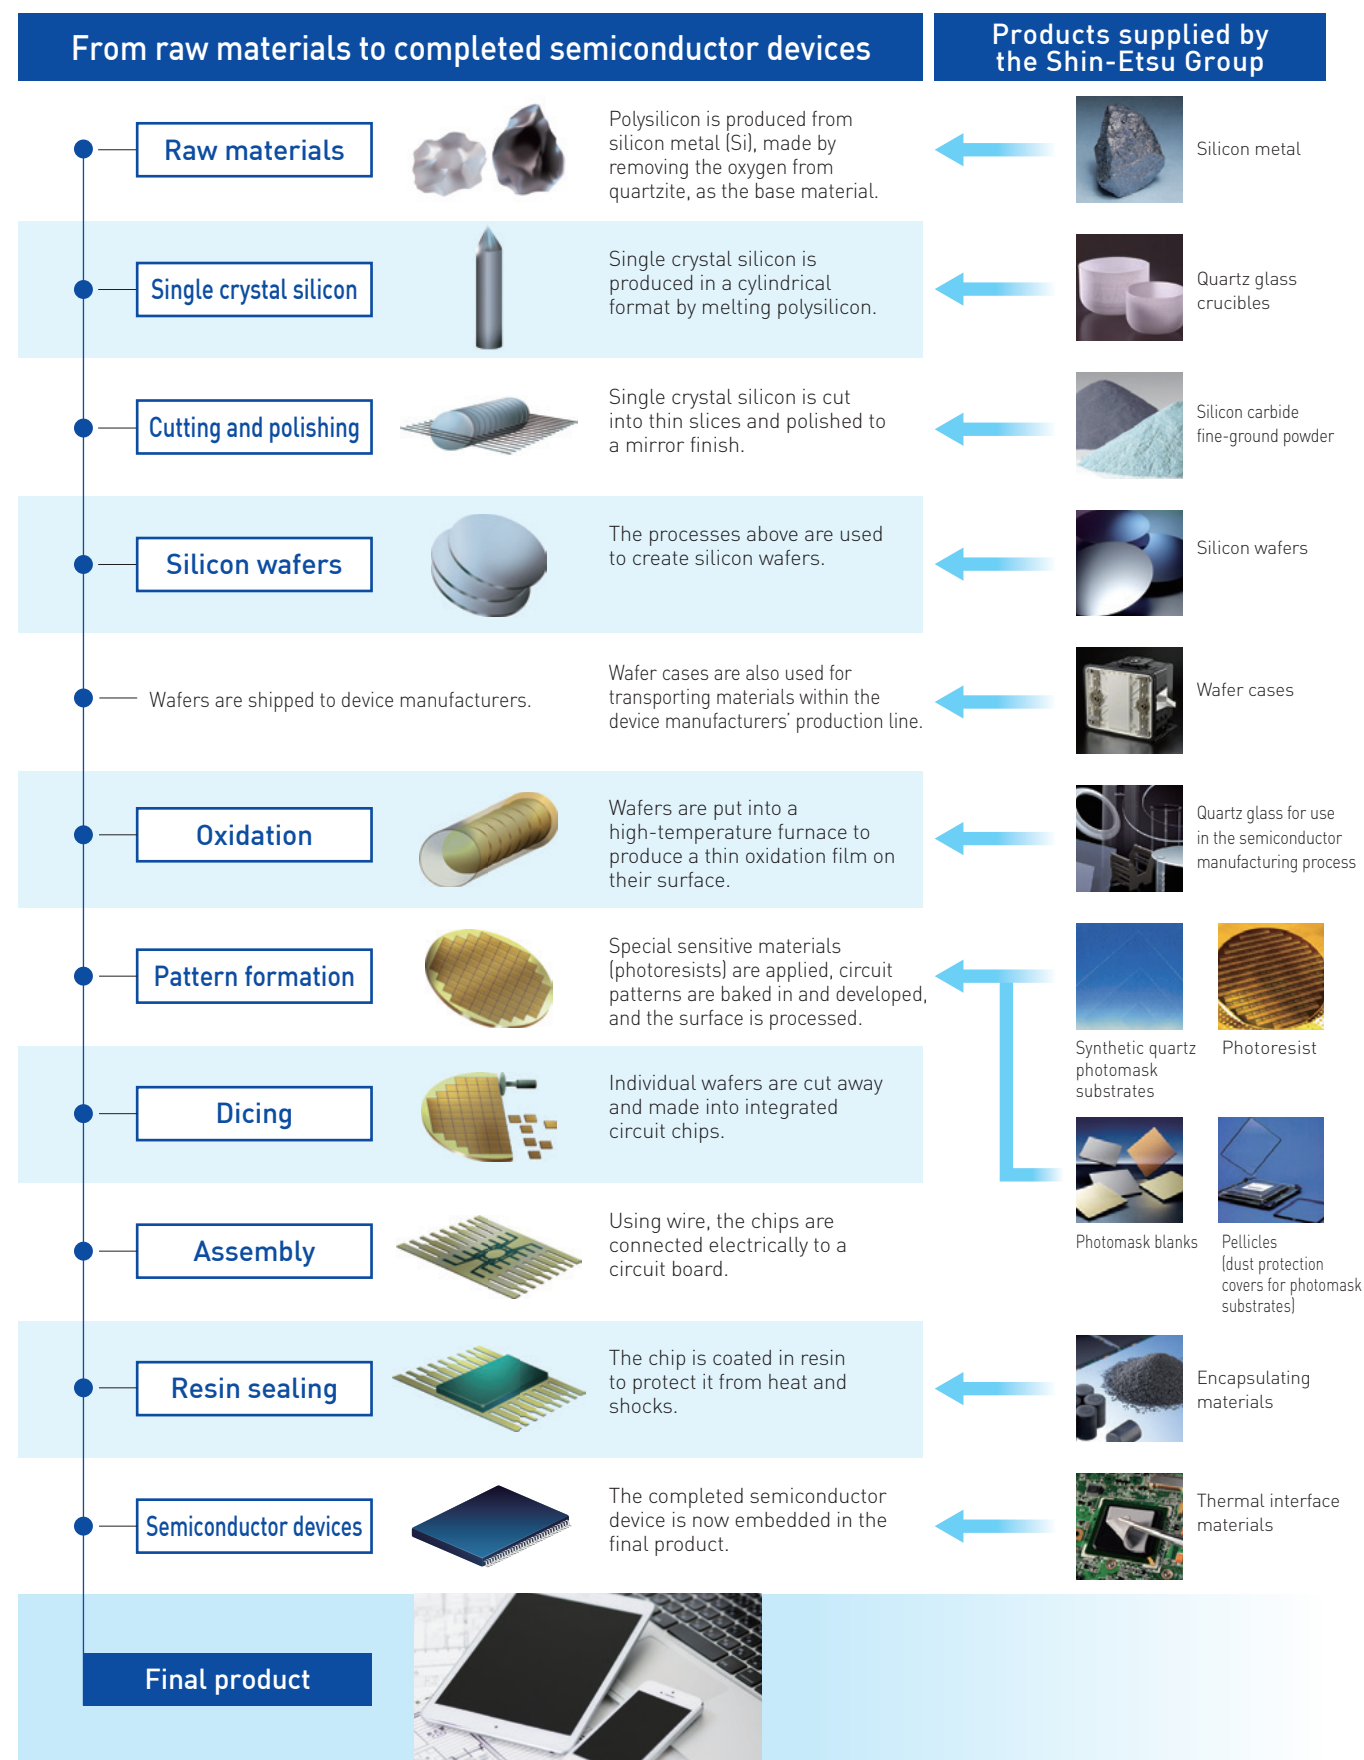 From raw materials to completed semiconductor devices
Products supplied by
the Shin-Etsu Group
Raw materials
Polysilicon is produced from
silicon metal (Si), made by
removing the oxygen from
quartzite, as the base material.
Silicon metal
Single crystal silicon
Single crystal silicon is
produced in a cylindrical
format by melting polysilicon.
Quartz glass
crucibles
Cutting and polishing
Single crystal silicon is cut
into thin slices and polished to
a mirror finish.
Silicon carbide
fine-ground powder
Silicon wafers
The processes above are used
to create silicon wafers.
Silicon wafers
Wafers are shipped to device manufacturers.
Wafer cases are also used for
transporting materials within the
device manufacturers' production line.
Wafer cases
Oxidation
Wafers are put into a
high-temperature furnace to
produce a thin oxidation film on
their surface.
Quartz glass for use
in the semiconductor
manufacturing process
Pattern formation
Special sensitive materials
(photoresists) are applied, circuit
patterns are baked in and developed,
and the surface is processed.
Synthetic quartz
photomask
substrates
Photoresist
Dicing
Individual wafers are cut away
and made into integrated
circuit chips.
Photomask blanks
Pellicles
(dust protection
covers for photomask
substrates)
Assembly
Using wire, the chips are
connected electrically to a
circuit board.
Resin sealing
The chip is coated in resin
to protect it from heat and
shocks.
Encapsulating
materials
Semiconductor devices
The completed semiconductor
device is now embedded in the
final product.
Thermal interface
materials
Final product